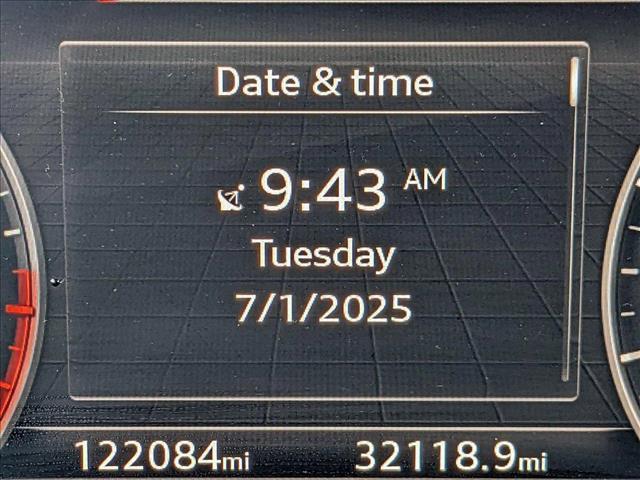 Date & time
9:43 AM
Tuesday
7/1/2025
122084mi 32118.9mi